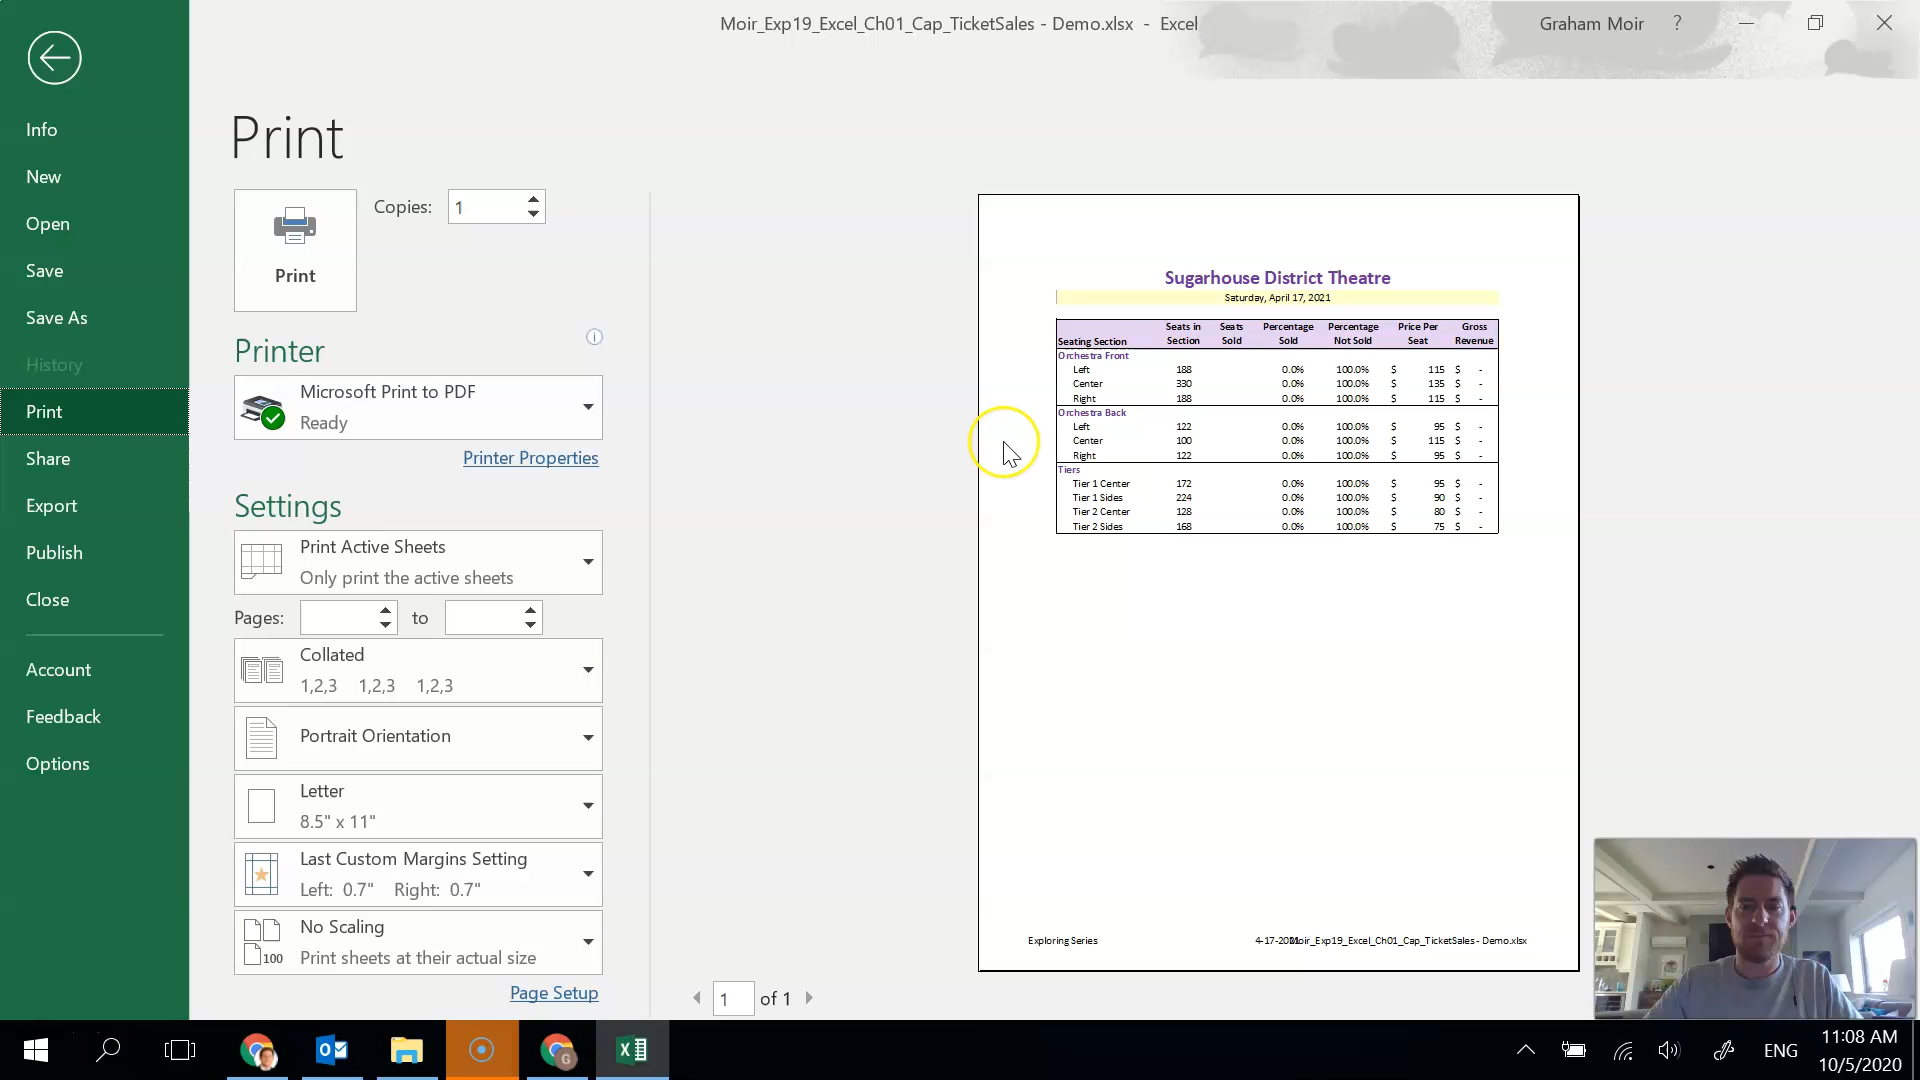 Moir_Exp19_Excel_Ch01_Cap_TicketSales - Demo.xlsx - Excel
Graham Moir ?
Info
New
Open
Save
Save As
History
Print
Share
Export
Publish
Close
Account
Feedback
Options
Print
Print
Copies: 1
Printer
Microsoft Print to PDF
Ready
Printer Properties
Settings
Print Active Sheets
Only print the active sheets
Pages: to
Collated
1,2,3 1,2,3 1,2,3
Portrait Orientation
Letter
8.5" x 11"
Last Custom Margins Setting
Left: 0.7" Right: 0.7"
No Scaling
100 Print sheets at their actual size
Page Setup
Sugarhouse District Theatre
Saturday, April 17, 2021
Seats in Seats Percentage Percentage Price Per Gross
Seating Section Section Sold Sold Not Sold Seat Revenue
Orchestra Front
Left 188 0.0% 100.0% $ 115 $ -
Center 330 0.0% 100.0% $ 135 $ -
Right 188 0.0% 100.0% $ 115 $ -
Orchestra Back
Left 122 0.0% 100.0% $ 95 $ -
Center 100 0.0% 100.0% $ 115 $ -
Right 122 0.0% 100.0% $ 95 $ -
Tiers
Tier 1 Center 172 0.0% 100.0% $ 95 $ -
Tier 1 Sides 224 0.0% 100.0% $ 90 $ -
Tier 2 Center 128 0.0% 100.0% $ 80 $ -
Tier 2 Sides 168 0.0% 100.0% $ 75 $ -
Exploring Series 4-17-2021 Moir_Exp19_Excel_Ch01_Cap_TicketSales - Demo.xlsx
1 of 1
G
ENG
11:08 AM
10/5/2020